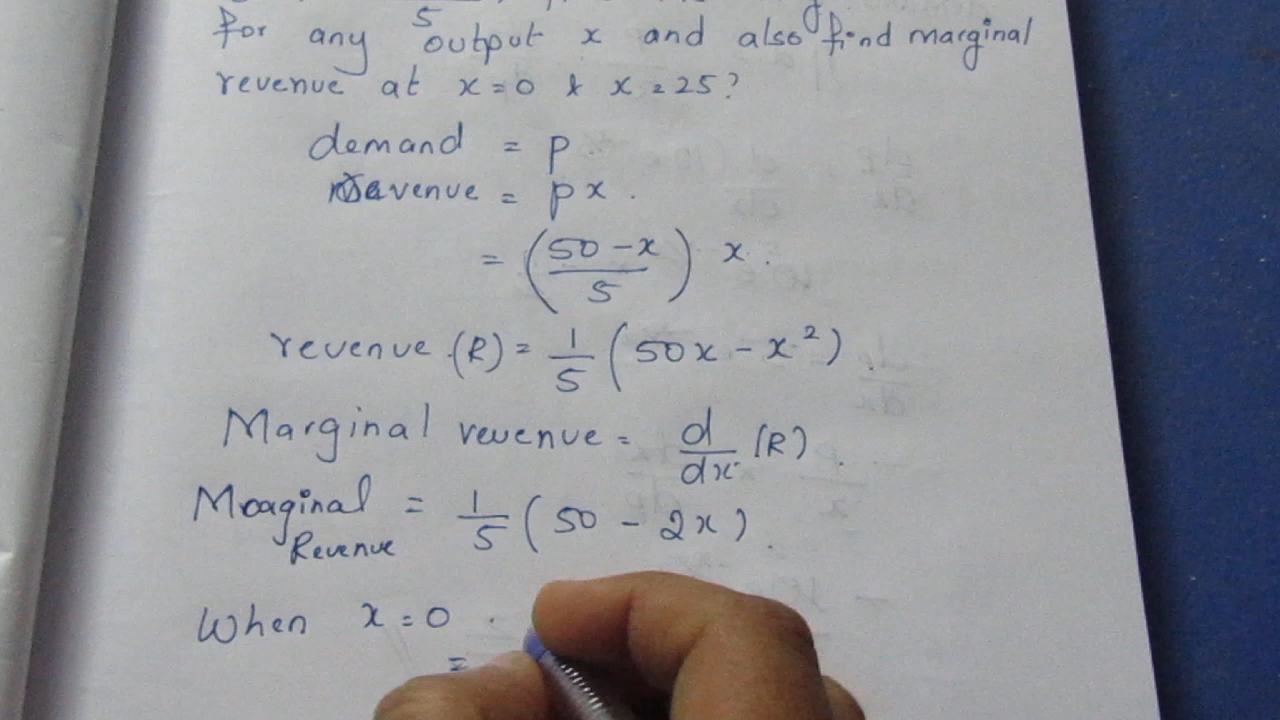 5
for any output x and also find marginal
revenue at x=0 & x=25?
demand = p
Revenue = px.
= (50-x/5) x.
revenue (R) = 1/5 (50x - x²).
Marginal revenue = d/dx (R).
Marginal = 1/5 (50 - 2x).
Revenue
When x=0
=